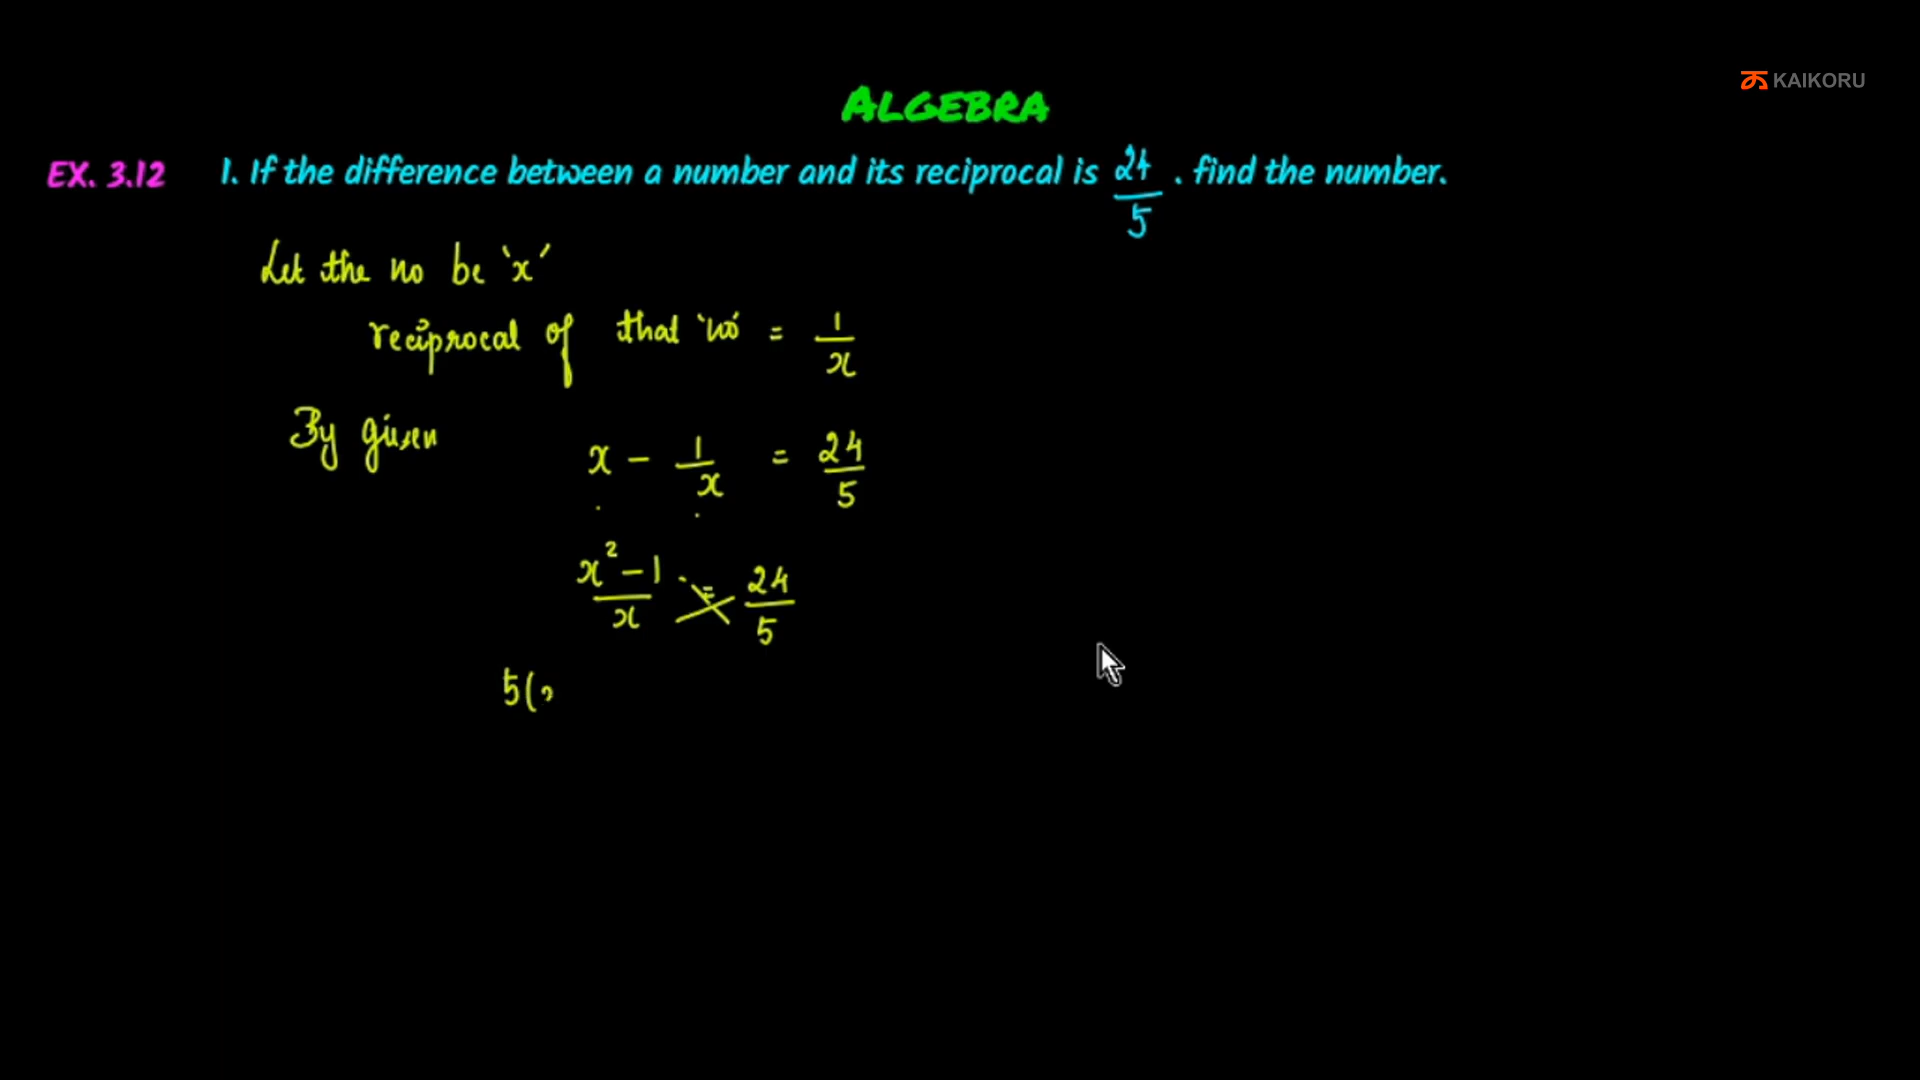 KAIKORU
ALGEBRA
EX. 3.12 1. If the difference between a number and its reciprocal is 24/5 . find the number.
Let the no be 'x'
reciprocal of that 'no' = 1/x
By given x - 1/x = 24/5
x² - 1/x = 24/5
5(